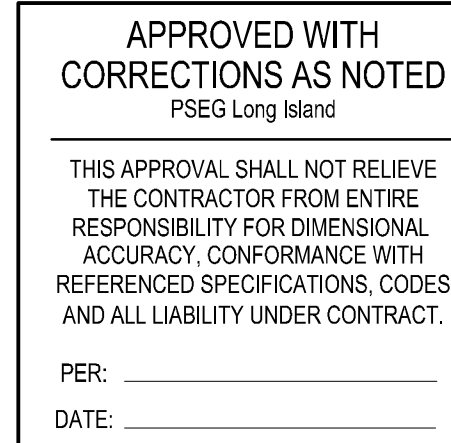 APPROVED WITH
CORRECTIONS AS NOTED
PSEG Long Island
THIS APPROVAL SHALL NOT RELIEVE
THE CONTRACTOR FROM ENTIRE
RESPONSIBILITY FOR DIMENSIONAL
ACCURACY, CONFORMANCE WITH
REFERENCED SPECIFICATIONS, CODES
AND ALL LIABILITY UNDER CONTRACT.
PER:
DATE: